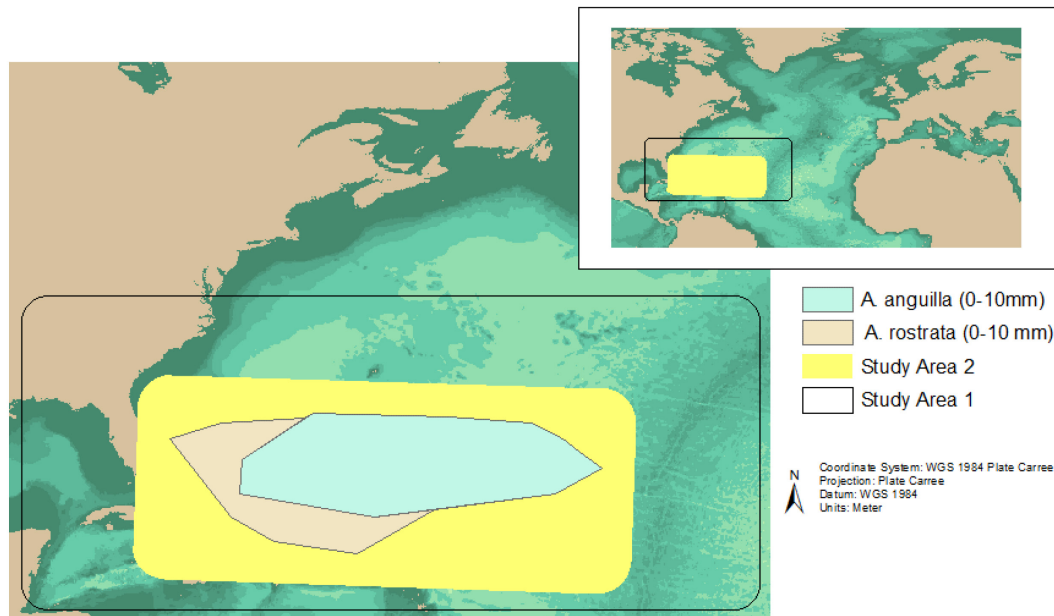 A. anguilla (0-10mm)
A. rostrata (0-10 mm)
Study Area 2
Study Area 1
N
Coordinate System: WGS 1984 Plate Carree
Projection: Plate Carree
Datum: WGS 1984
Units: Meter